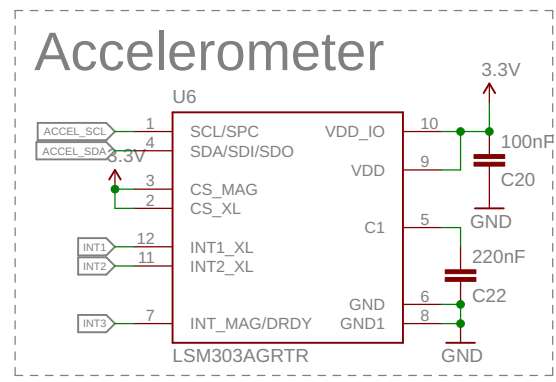 Accelerometer
3.3V
U6
ACCEL_SCL 1 SCL/SPC VDD_IO 10 100nF
ACCEL_SDA 4 SDA/SDI/SDO
3.3V VDD 9 C20
3 CS_MAG
2 CS_XL
GND
C1 5
INT1 12 INT1_XL
INT2 11 INT2_XL
220nF
C22
GND 6
INT3 7 INT_MAG/DRDY GND1 8
LSM303AGRTR GND